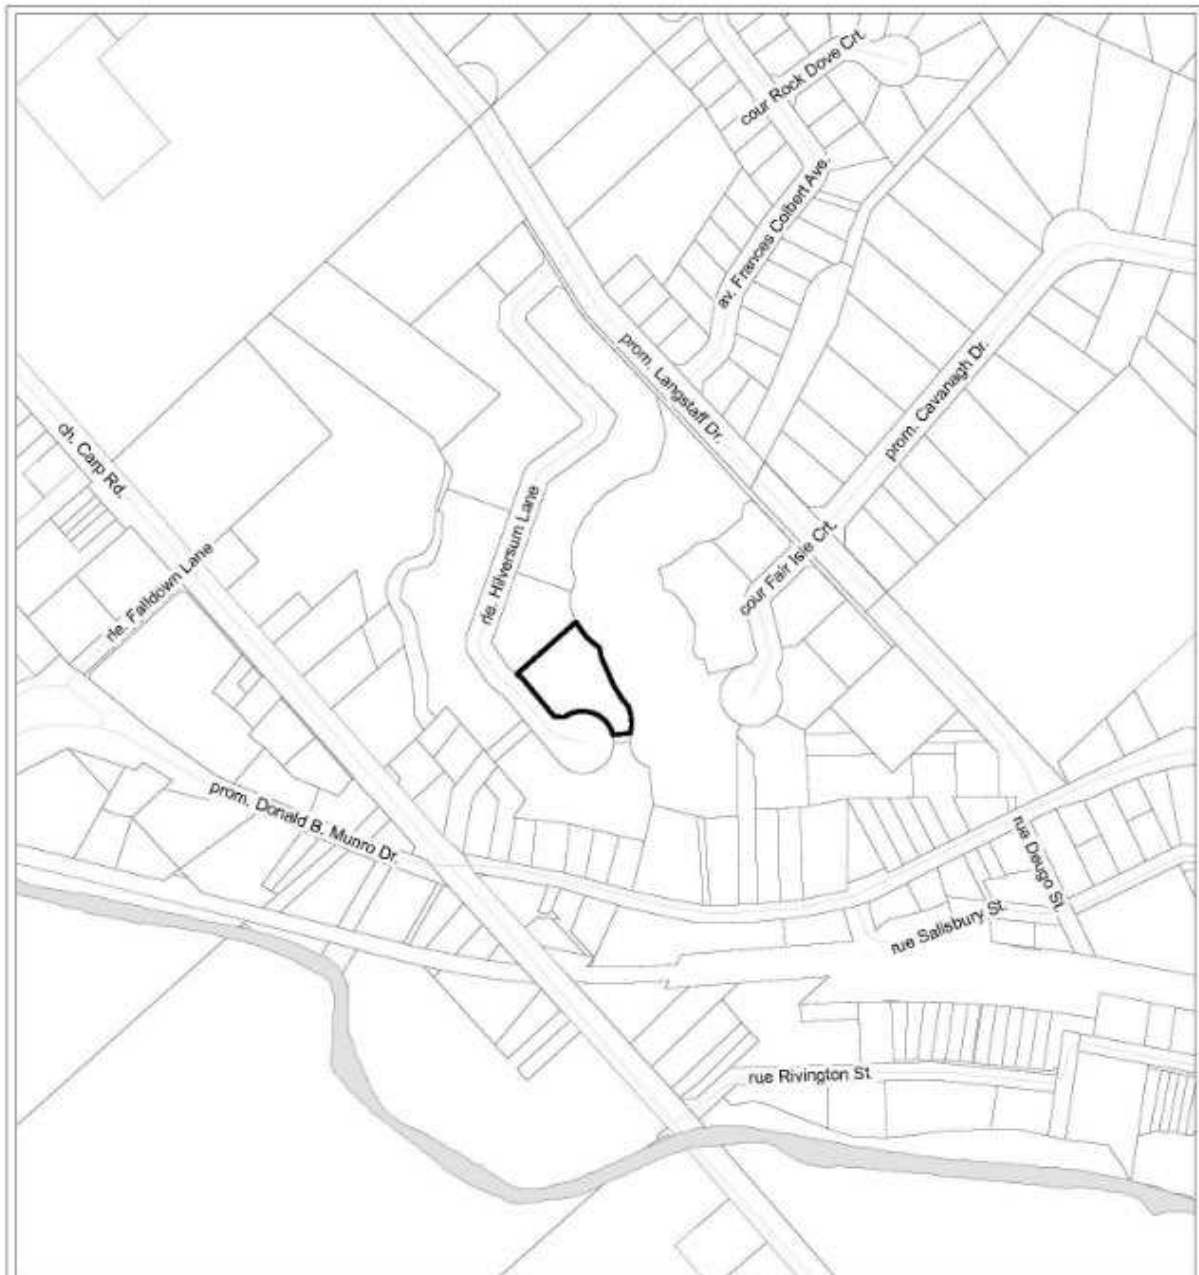 cour Rock Dove Crt.
av. Frances Colbert Ave.
prom. Langstaff Dr.
prom. Cavanagh Dr.
ch. Carp Rd.
rle. Hilversum Lane
rle. Falldown Lane
cour Fair Isle Crt.
prom. Donald B. Munro Dr.
rue Deugo St.
rue Salisbury St.
rue Rivington St.